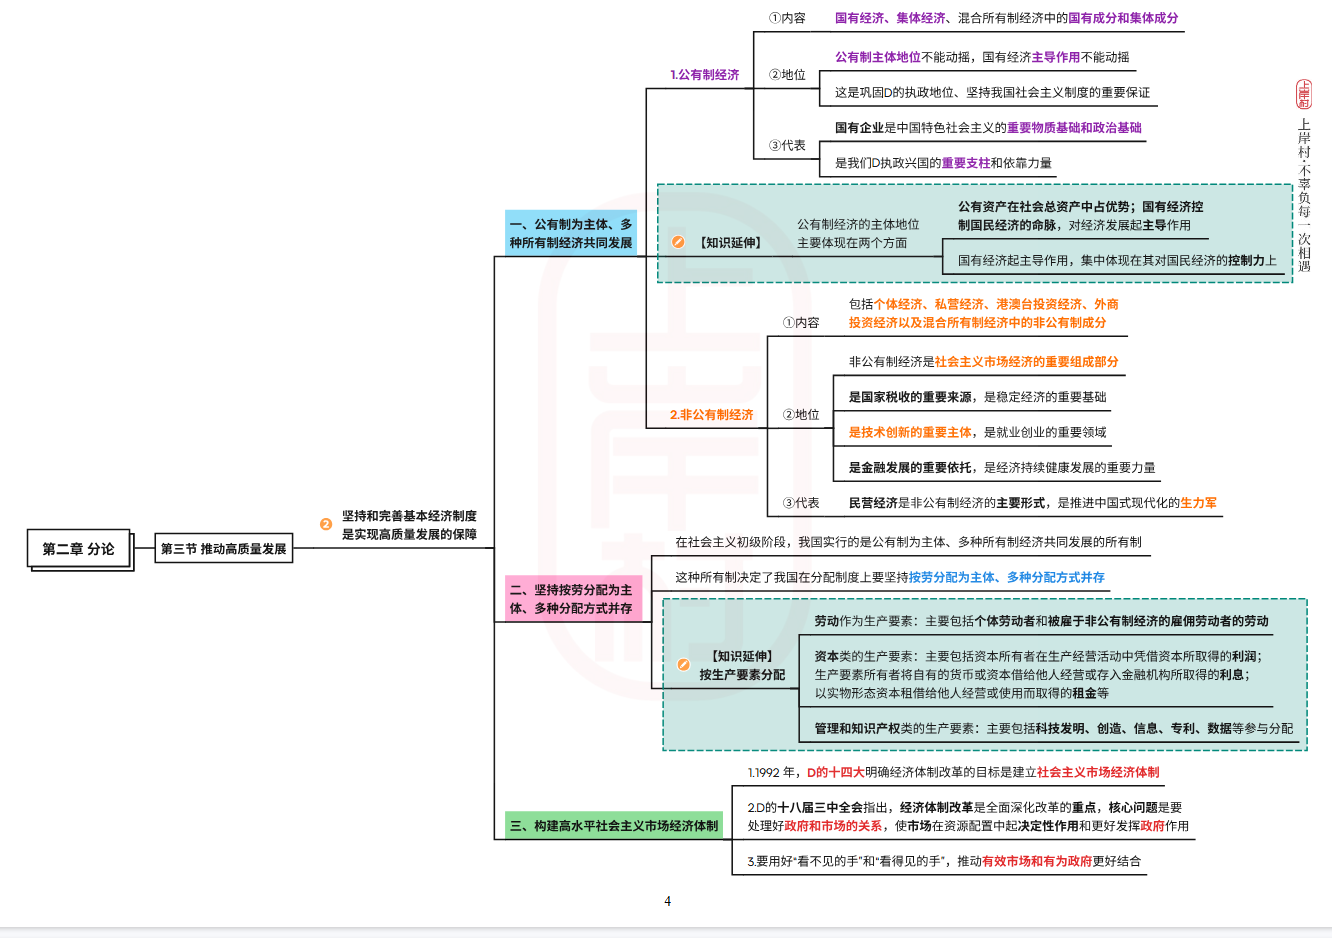 第二章 分论
第三节 推动高质量发展
2
坚持和完善基本经济制度
是实现高质量发展的保障
一、公有制为主体、多
种所有制经济共同发展
1.公有制经济
①内容
国有经济、集体经济、混合所有制经济中的国有成分和集体成分
②地位
公有制主体地位不能动摇，国有经济主导作用不能动摇
这是巩固D的执政地位、坚持我国社会主义制度的重要保证
③代表
国有企业是中国特色社会主义的重要物质基础和政治基础
是我们D执政兴国的重要支柱和依靠力量
【知识延伸】
公有制经济的主体地位
主要体现在两个方面
公有资产在社会总资产中占优势；国有经济控
制国民经济的命脉，对经济发展起主导作用
国有经济起主导作用，集中体现在其对国民经济的控制力上
2.非公有制经济
①内容
包括个体经济、私营经济、港澳台投资经济、外商
投资经济以及混合所有制经济中的非公有制成分
②地位
非公有制经济是社会主义市场经济的重要组成部分
是国家税收的重要来源，是稳定经济的重要基础
是技术创新的重要主体，是就业创业的重要领域
是金融发展的重要依托，是经济持续健康发展的重要力量
③代表
民营经济是非公有制经济的主要形式，是推进中国式现代化的生力军
二、坚持按劳分配为主
体、多种分配方式并存
在社会主义初级阶段，我国实行的是公有制为主体、多种所有制经济共同发展的所有制
这种所有制决定了我国在分配制度上要坚持按劳分配为主体、多种分配方式并存
【知识延伸】
按生产要素分配
劳动作为生产要素：主要包括个体劳动者和被雇于非公有制经济的雇佣劳动者的劳动
资本类的生产要素：主要包括资本所有者在生产经营活动中凭借资本所取得的利润；
生产要素所有者将自有的货币或资本借给他人经营或存入金融机构所取得的利息；
以实物形态资本租借给他人经营或使用而取得的租金等
管理和知识产权类的生产要素：主要包括科技发明、创造、信息、专利、数据等参与分配
三、构建高水平社会主义市场经济体制
1.1992 年，D的十四大明确经济体制改革的目标是建立社会主义市场经济体制
2.D的十八届三中全会指出，经济体制改革是全面深化改革的重点，核心问题是要
处理好政府和市场的关系，使市场在资源配置中起决定性作用和更好发挥政府作用
3.要用好“看不见的手”和“看得见的手”，推动有效市场和有为政府更好结合
上岸村
上岸村·不辜负每一次相遇
4